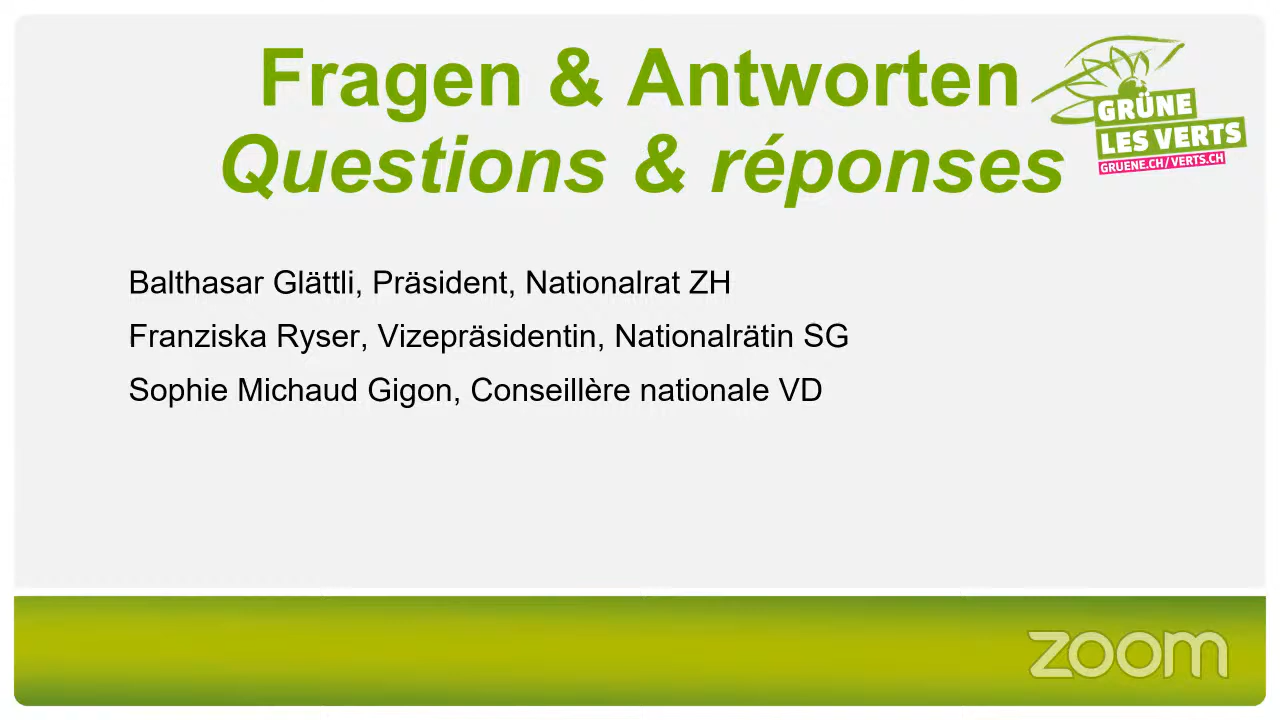 Fragen & Antworten
Questions & réponses
GRÜNE
LES VERTS
GRUENE.CH/VERTS.CH
Balthasar Glättli, Präsident, Nationalrat ZH
Franziska Ryser, Vizepräsidentin, Nationalrätin SG
Sophie Michaud Gigon, Conseillère nationale VD
zoom